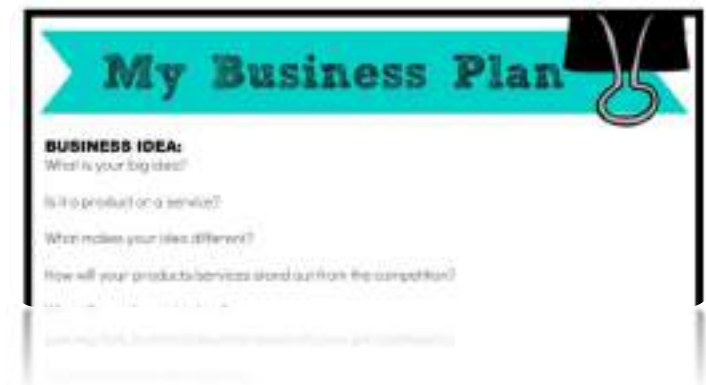 My Business Plan
BUSINESS IDEA:
What is your big idea?
Is it a product or a service?
What makes your idea different?
How will your products/services stand out from the competition?